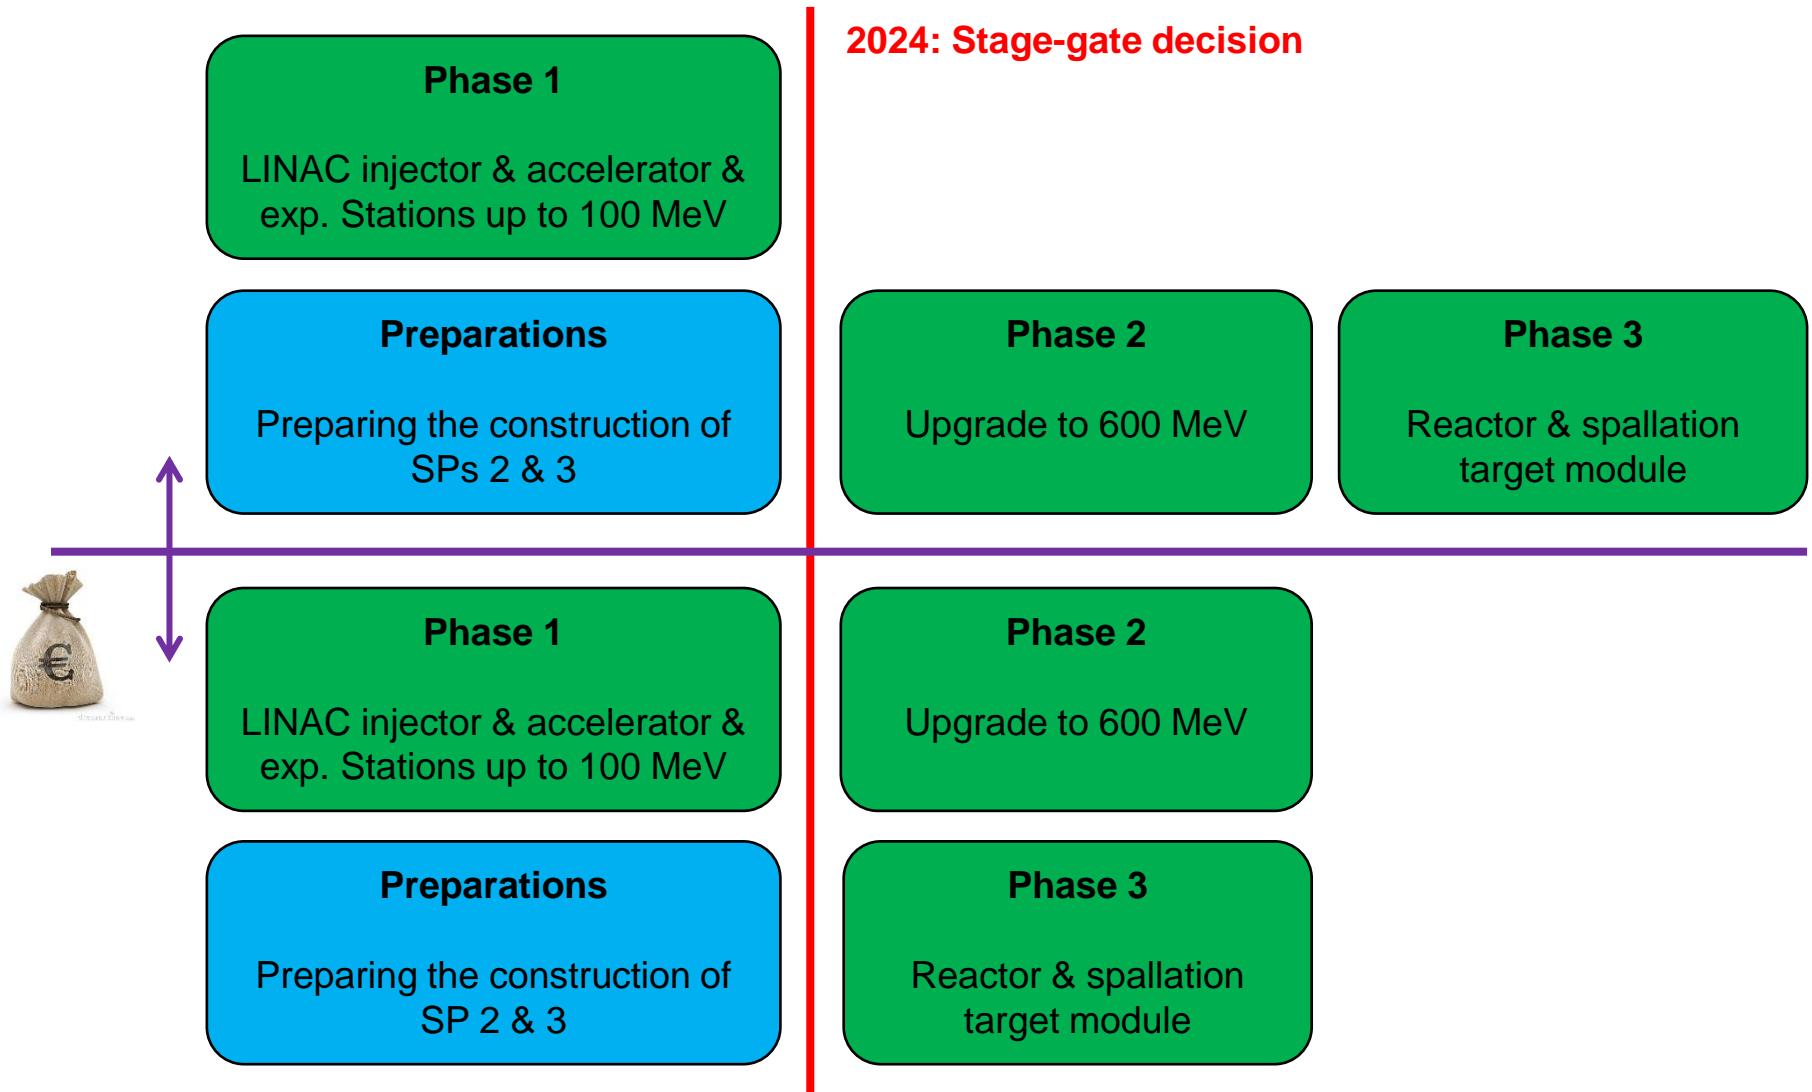 2024: Stage-gate decision
Phase 1
LINAC injector & accelerator &
exp. Stations up to 100 MeV
Preparations
Preparing the construction of
SPs 2 & 3
Phase 2
Upgrade to 600 MeV
Phase 3
Reactor & spallation
target module
€
Phase 1
LINAC injector & accelerator &
exp. Stations up to 100 MeV
Phase 2
Upgrade to 600 MeV
Preparations
Preparing the construction of
SP 2 & 3
Phase 3
Reactor & spallation
target module